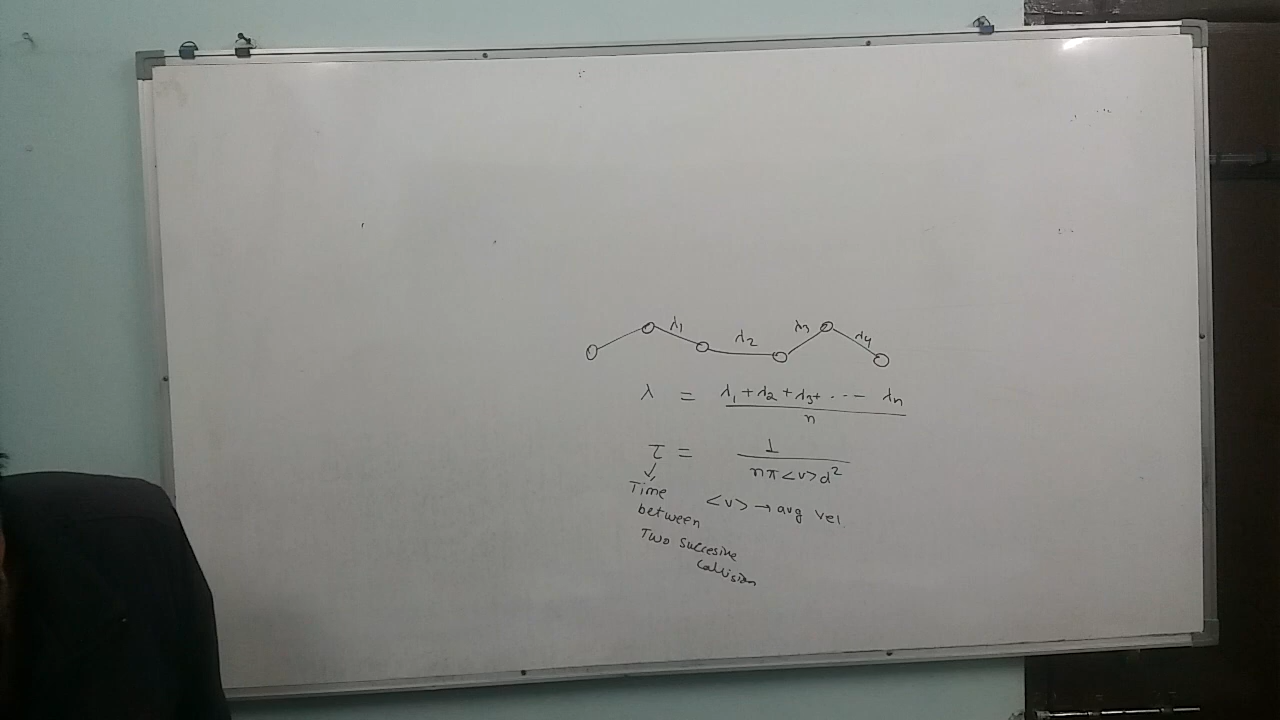 λ₁ λ₂ λ₃ λ₄
λ = λ₁ + λ₂ + λ₃ + ... - λn
n
τ = 1
nπ<v>d²
Time
between
Two Succesive
Collision
<v> → avg vel